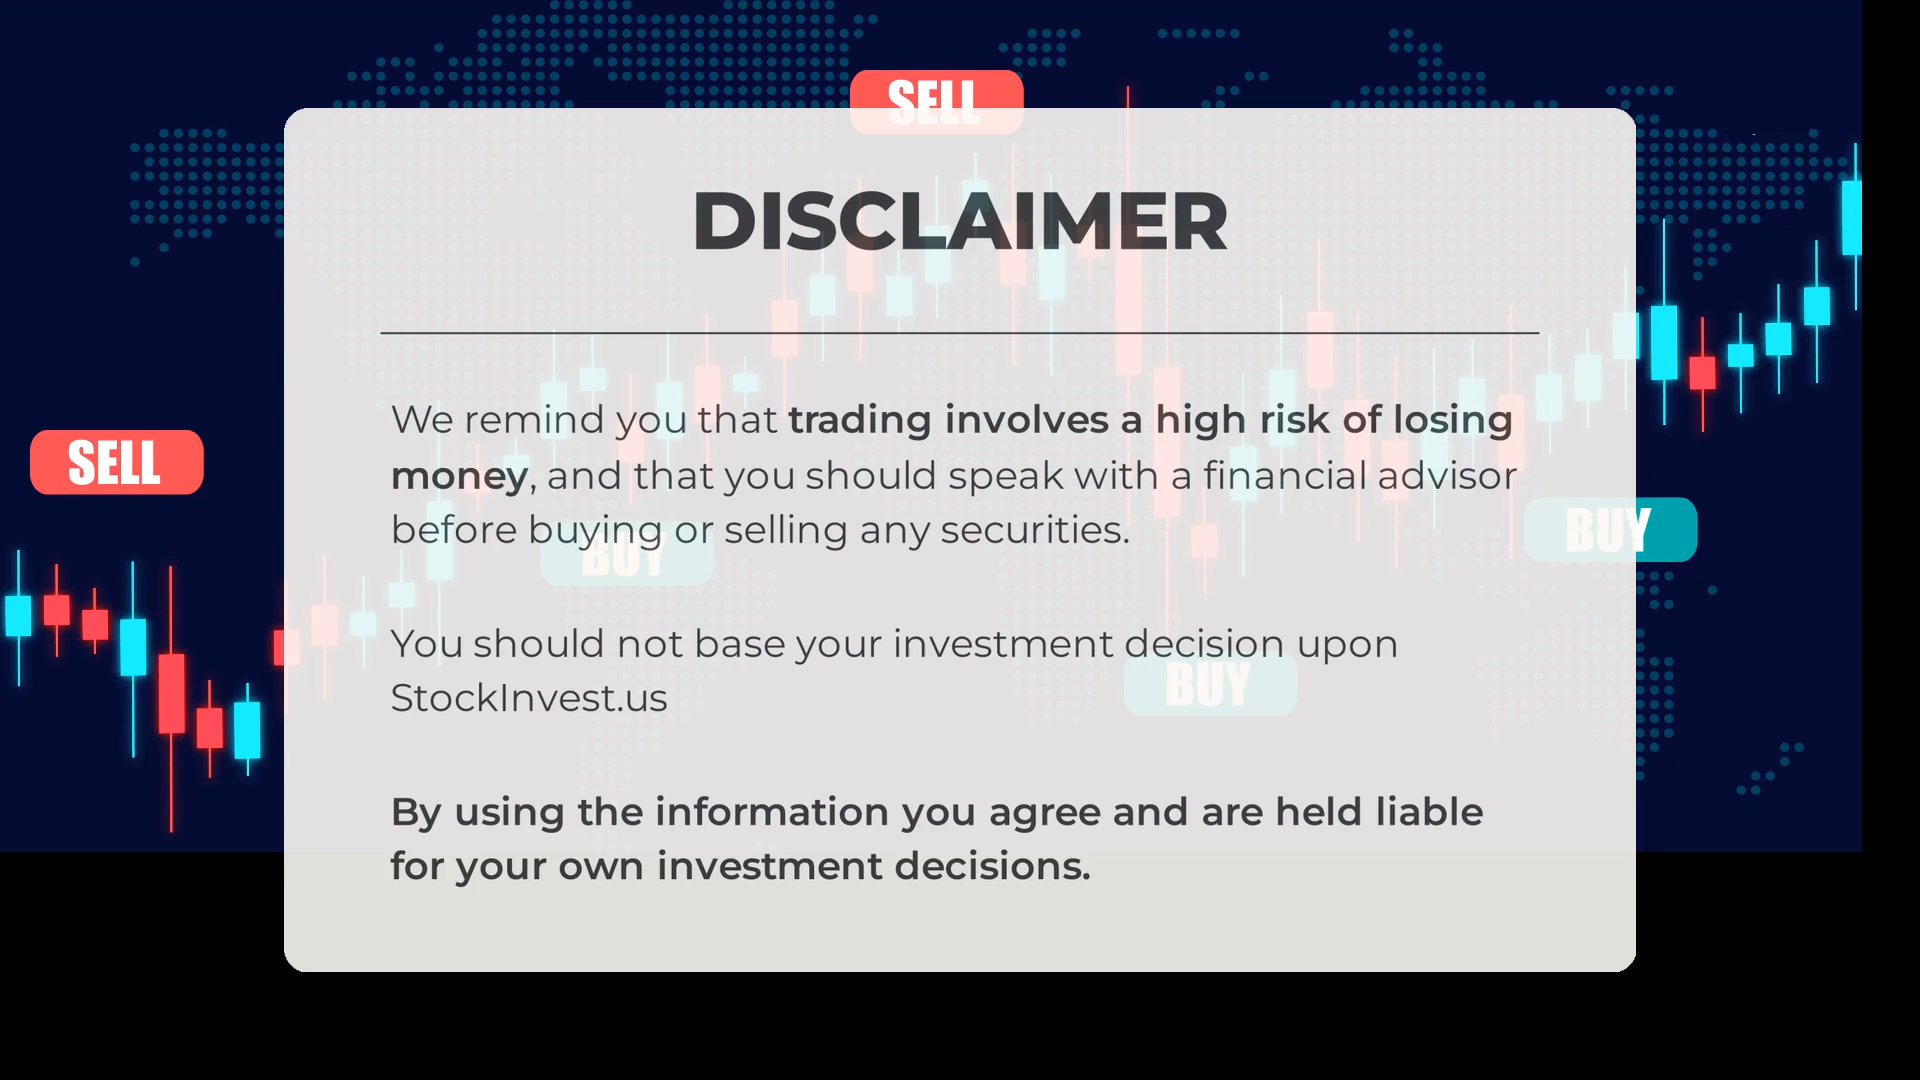 SELL
DISCLAIMER
We remind you that trading involves a high risk of losing
money, and that you should speak with a financial advisor
before buying or selling any securities.
SELL
BUY
BUY
You should not base your investment decision upon
StockInvest.us
BUY
By using the information you agree and are held liable
for your own investment decisions.